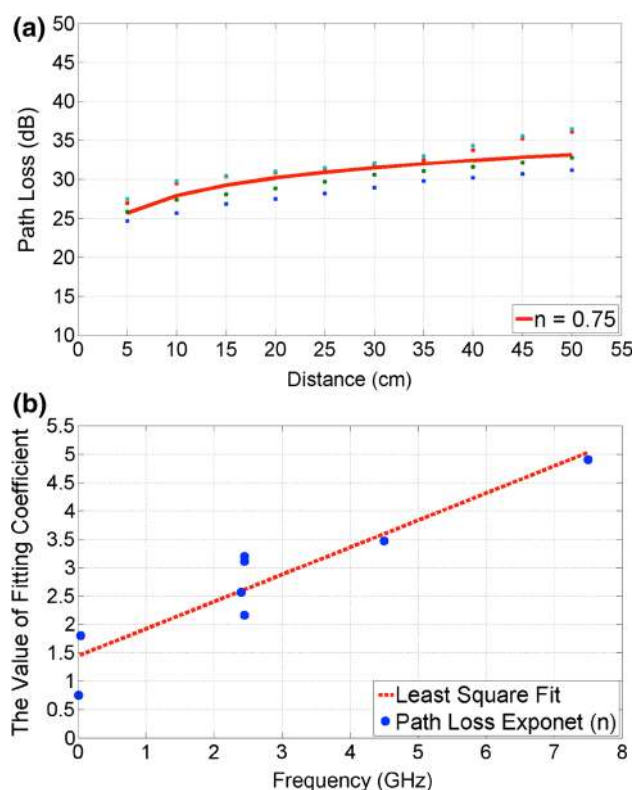 (a)
50
45
40
35
30
25
20
15
10
Path Loss (dB)
n = 0.75
0 5 10 15 20 25 30 35 40 45 50 55
Distance (cm)
(b)
5.5
5
4.5
4
3.5
3
2.5
2
1.5
1
0.5
0
The Value of Fitting Coefficient
Least Square Fit
Path Loss Exponet (n)
0 1 2 3 4 5 6 7 8
Frequency (GHz)